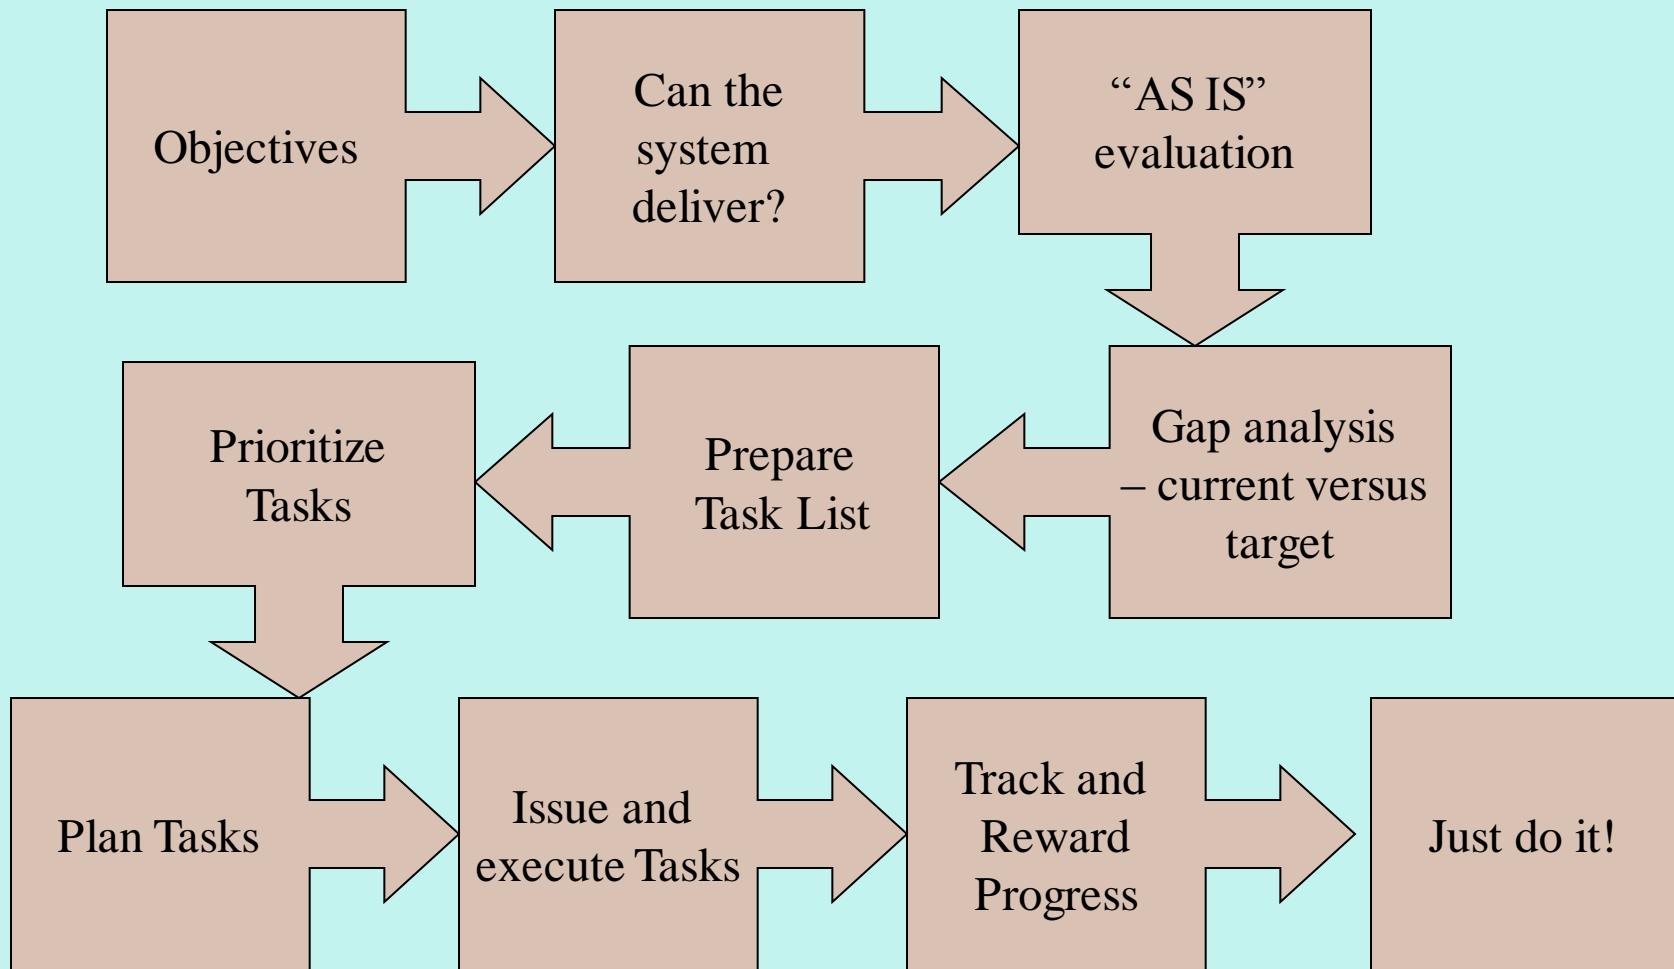 Objectives
Can the
system
deliver?
“AS IS”
evaluation
Gap analysis
– current versus
target
Prepare
Task List
Prioritize
Tasks
Plan Tasks
Issue and
execute Tasks
Track and
Reward
Progress
Just do it!